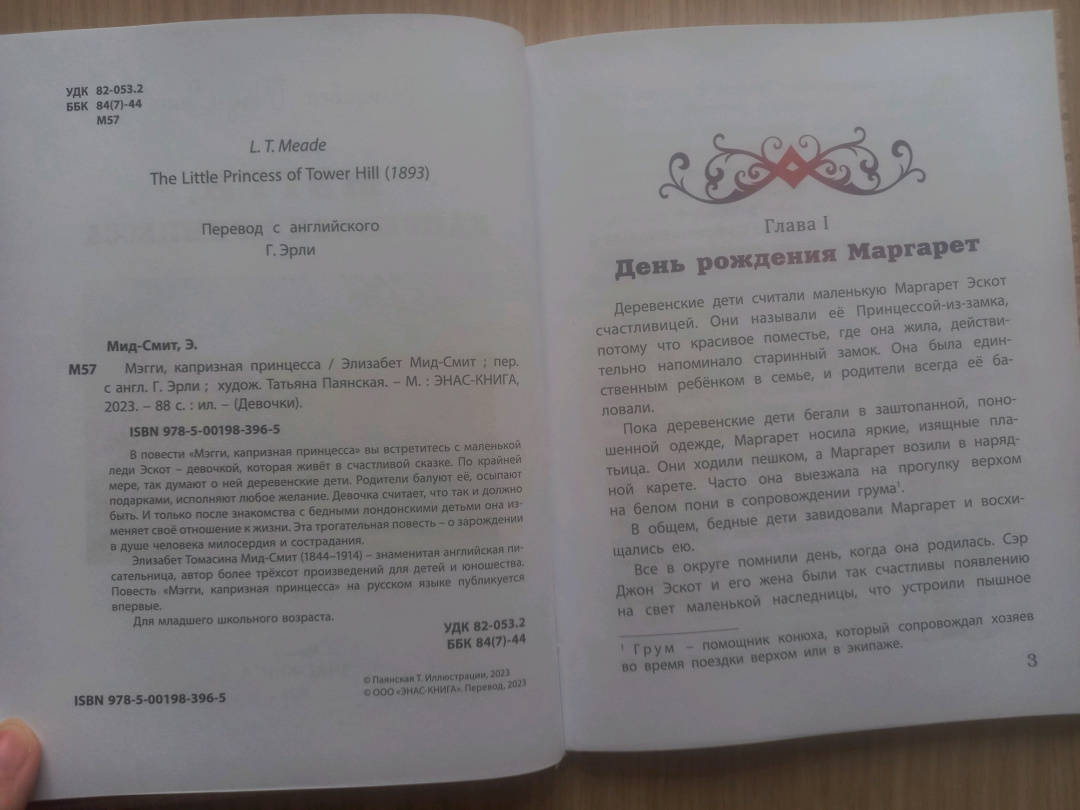 УДК 82-053.2
ББК 84(7)-44
М57
L. T. Meade
The Little Princess of Tower Hill (1893)
Перевод с английского
Г. Эрли
Мид-Смит, Э.
М57 Мэгги, капризная принцесса / Элизабет Мид-Смит ; пер.
с англ. Г. Эрли ; худож. Татьяна Паянская. – М. : ЭНАС-КНИГА,
2023. – 88 с. : ил. – (Девочки).
ISBN 978-5-00198-396-5
В повести «Мэгги, капризная принцесса» вы встретитесь с маленькой
леди Эскот – девочкой, которая живёт в счастливой сказке. По крайней
мере, так думают о ней деревенские дети. Родители балуют её, осыпают
подарками, исполняют любое желание. Девочка считает, что так и должно
быть. И только после знакомства с бедными лондонскими детьми она из-
меняет своё отношение к жизни. Эта трогательная повесть – о зарождении
в душе человека милосердия и сострадания.
Элизабет Томасина Мид-Смит (1844–1914) – знаменитая английская пи-
сательница, автор более трёхсот произведений для детей и юношества.
Повесть «Мэгги, капризная принцесса» на русском языке публикуется
впервые.
Для младшего школьного возраста.
УДК 82-053.2
ББК 84(7)-44
© Паянская Т. Иллюстрации, 2023
© ООО «ЭНАС-КНИГА». Перевод, 2023
ISBN 978-5-00198-396-5
Глава I
День рождения Маргарет
Деревенские дети считали маленькую Маргарет Эскот
счастливицей. Они называли её Принцессой-из-замка,
потому что красивое поместье, где она жила, действи-
тельно напоминало старинный замок. Она была един-
ственным ребёнком в семье, и родители всегда её ба-
ловали.
Пока деревенские дети бегали в заштопанной, поно-
шенной одежде, Маргарет носила яркие, изящные пла-
тьица. Они ходили пешком, а Маргарет возили в наряд-
ной карете. Часто она выезжала на прогулку верхом
на белом пони в сопровождении грума¹.
В общем, бедные дети завидовали Маргарет и восхи-
щались ею.
Все в округе помнили день, когда она родилась. Сэр
Джон Эскот и его жена были так счастливы появлению
на свет маленькой наследницы, что устроили пышное
¹ Грум – помощник конюха, который сопровождал хозяев
во время поездки верхом или в экипаже.
3